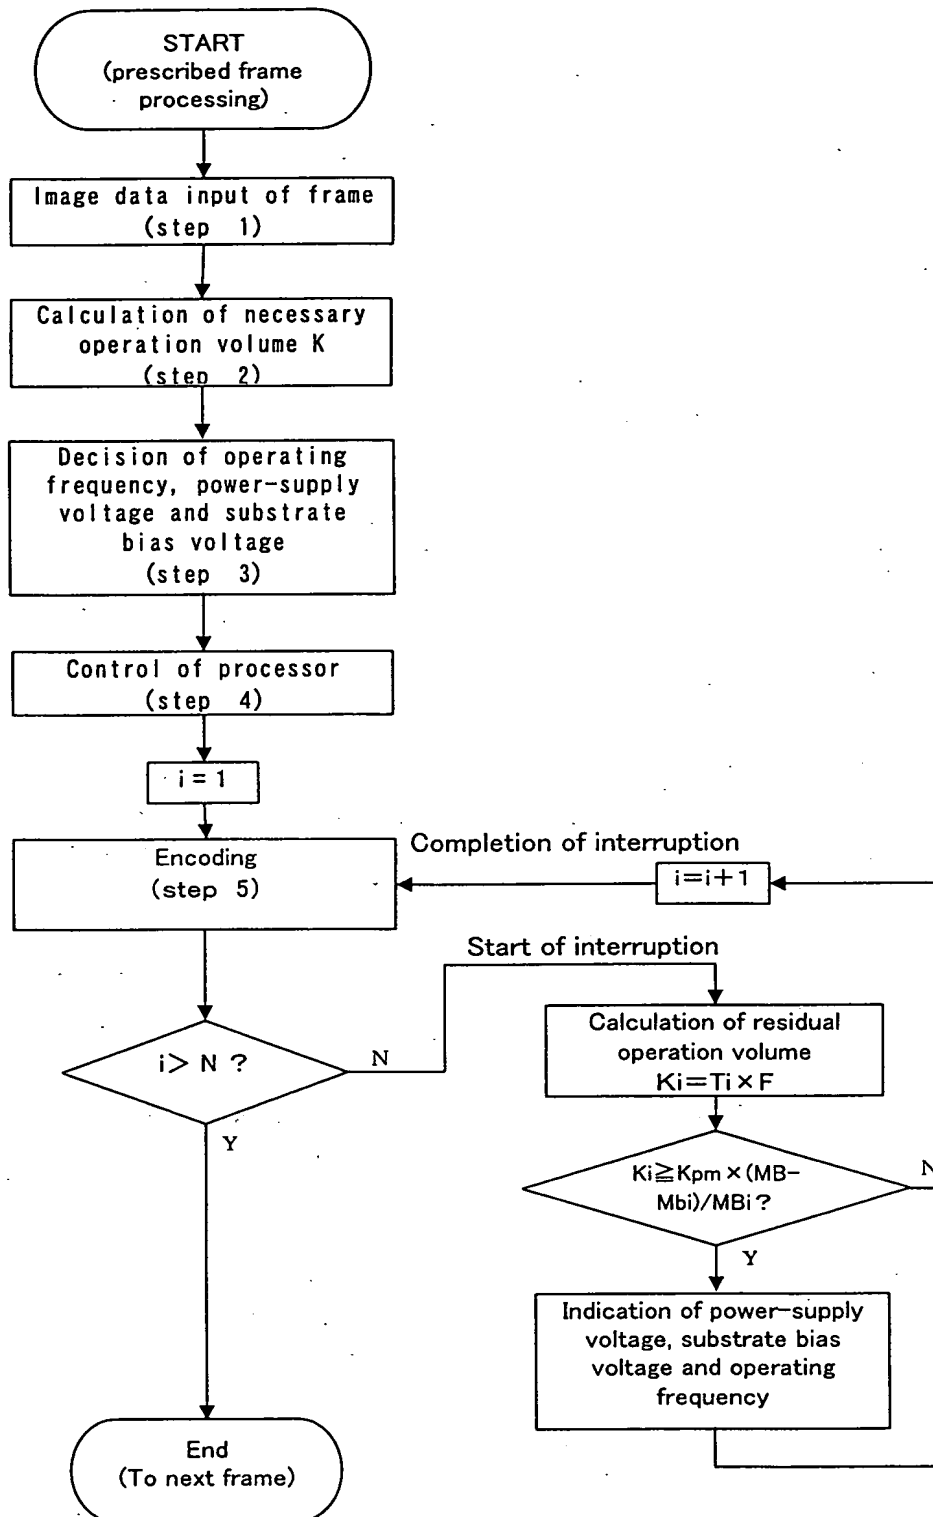 START
(prescribed frame
processing)
Image data input of frame
(step 1)
Calculation of necessary
operation volume K
(step 2)
Decision of operating
frequency, power-supply
voltage and substrate
bias voltage
(step 3)
Control of processor
(step 4)
i=1
Encoding
(step 5)
Completion of interruption
i=i+1
Start of interruption
i> N ?
N
Y
Calculation of residual
operation volume
Ki=Ti×F
Ki≧Kpm×(MB-
Mbi)/MBi?
N
Y
Indication of power-supply
voltage, substrate bias
voltage and operating
frequency
End
(To next frame)